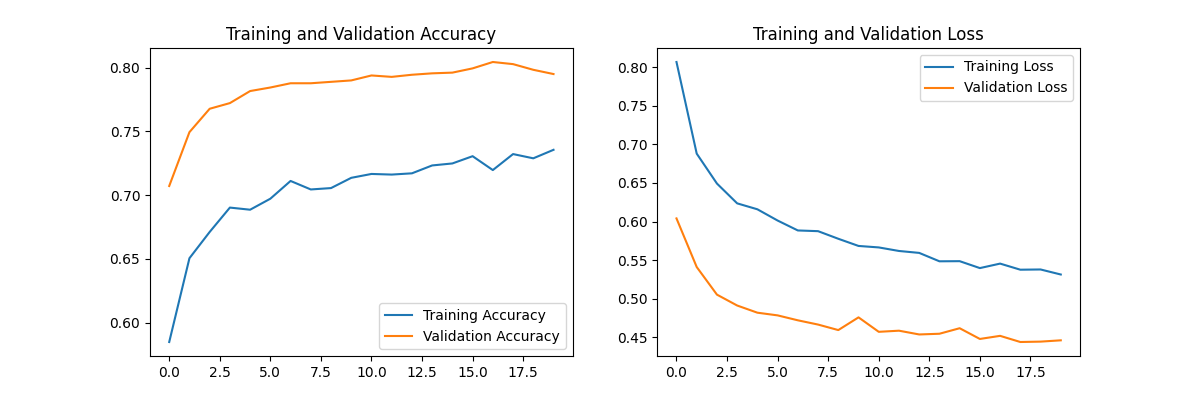 Training and Validation Accuracy
0.80
0.75
0.70
0.65
0.60
Training Accuracy
Validation Accuracy
0.0 2.5 5.0 7.5 10.0 12.5 15.0 17.5
Training and Validation Loss
0.80
0.75
0.70
0.65
0.60
0.55
0.50
0.45
Training Loss
Validation Loss
0.0 2.5 5.0 7.5 10.0 12.5 15.0 17.5